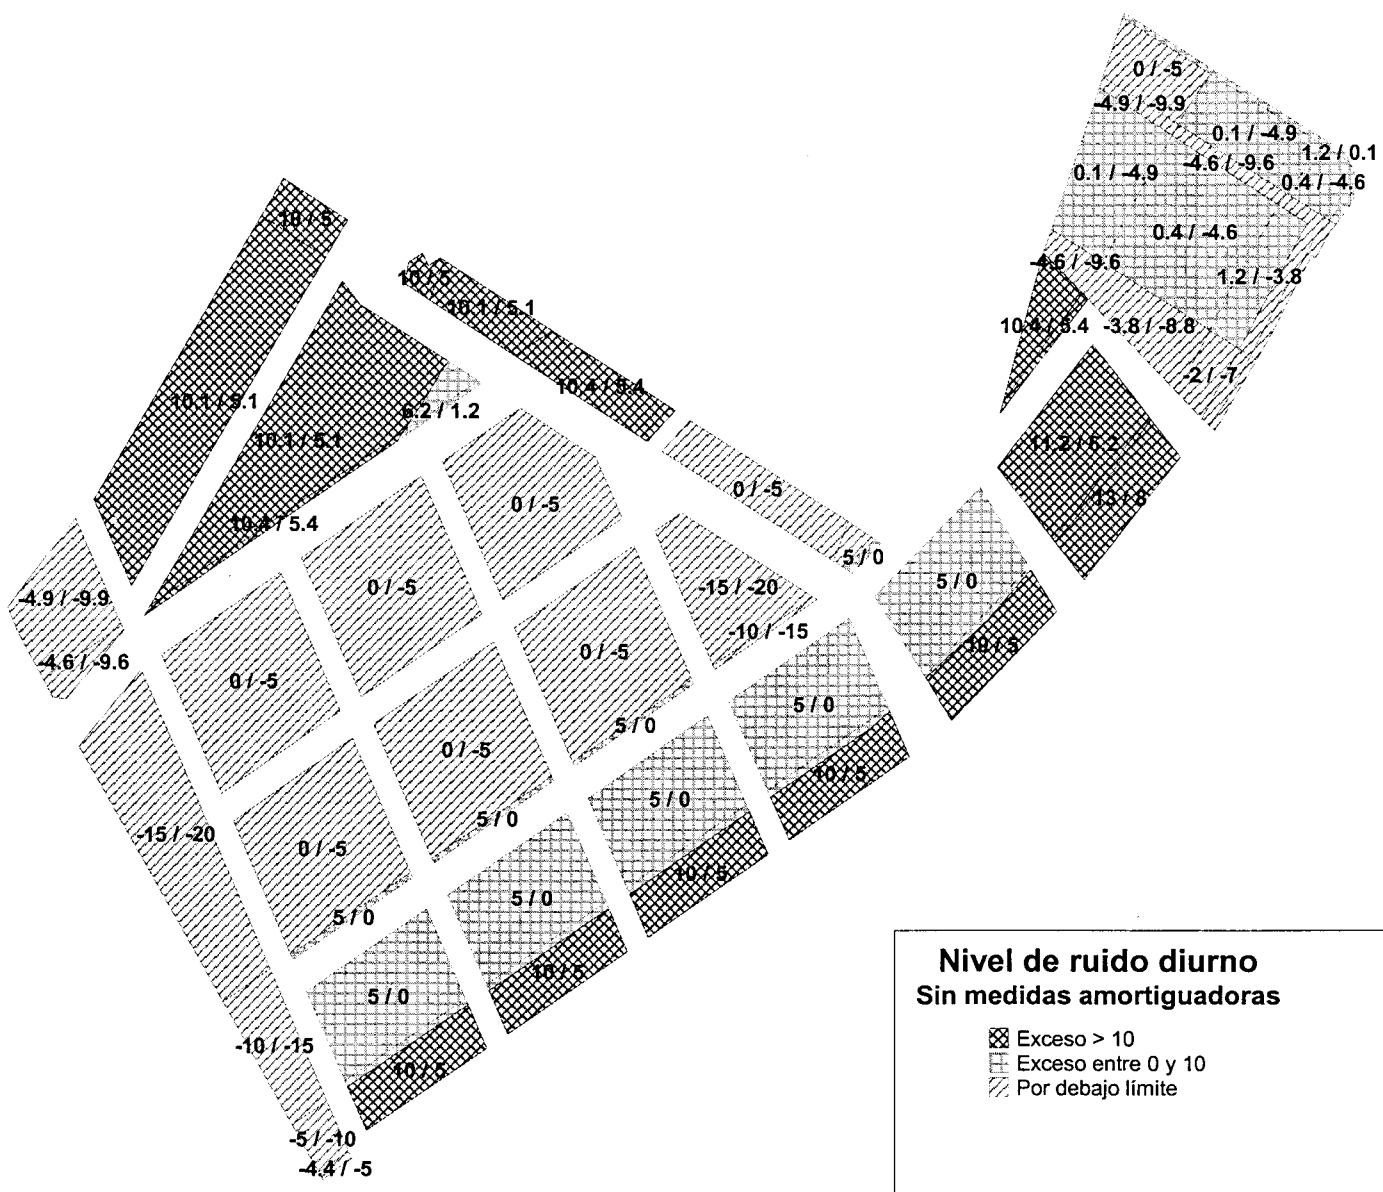 0 / -5
-4.9 / -9.9
0.1 / -4.9
1.2 / 0.1
-4.6 / -9.6
0.1 / -4.9
0.4 / -4.6
0.4 / -4.6
-4.6 / -9.6
1.2 / -3.8
10.4 / 5.4
-3.8 / -8.8
-2 / -7
10 / 5
10 / 5
10.1 / 5.1
10.4 / 5.4
10.1 / 5.1
6.2 / 1.2
10.1 / 5.1
11.2 / 6.2
13 / 8
0 / -5
0 / -5
10.4 / 5.4
5 / 0
0 / -5
-15 / -20
5 / 0
-4.9 / -9.9
-10 / -15
0 / -5
10 / 5
-4.6 / -9.6
0 / -5
5 / 0
5 / 0
0 / -5
10 / 5
5 / 0
5 / 0
-15 / -20
0 / -5
10 / 5
5 / 0
5 / 0
10 / 5
5 / 0
-10 / -15
10 / 5
-5 / -10
-4.4 / -5
Nivel de ruido diurno
Sin medidas amortiguadoras
Exceso > 10
Exceso entre 0 y 10
Por debajo límite